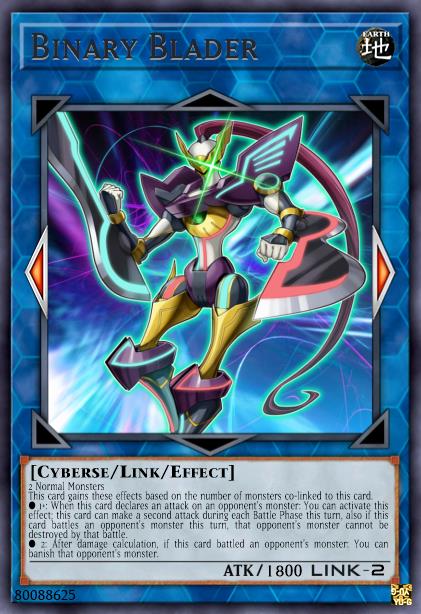 BINARY BLADER
EARTH
地
[CYBERSE/LINK/EFFECT]
2 Normal Monsters
This card gains these effects based on the number of monsters co-linked to this card.
● 1+: When this card declares an attack on an opponent's monster: You can activate this
effect; this card can make a second attack during each Battle Phase this turn, also if this
card battles an opponent's monster this turn, that opponent's monster cannot be
destroyed by that battle.
● 2: After damage calculation, if this card battled an opponent's monster: You can
banish that opponent's monster.
ATK/1800 LINK-2
80088625